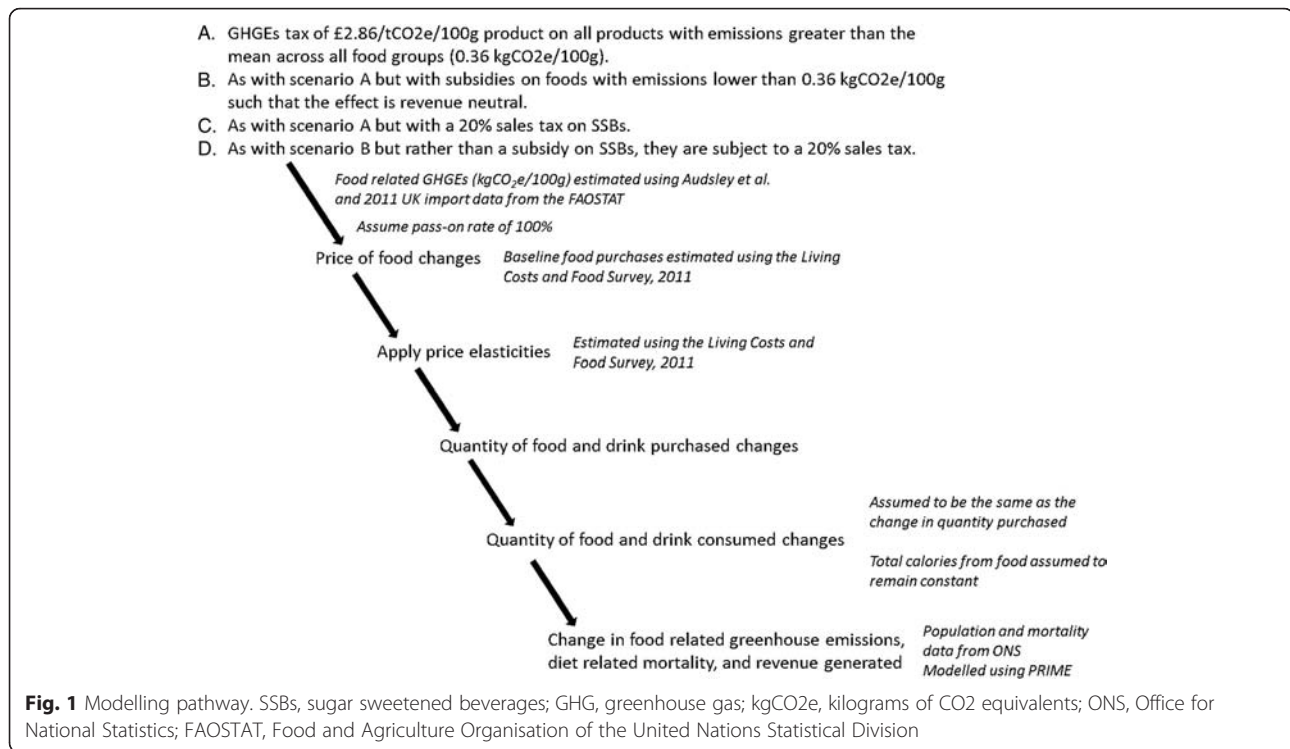 A. GHGEs tax of £2.86/tCO2e/100g product on all products with emissions greater than the
mean across all food groups (0.36 kgCO2e/100g).
B. As with scenario A but with subsidies on foods with emissions lower than 0.36 kgCO2e/100g
such that the effect is revenue neutral.
C. As with scenario A but with a 20% sales tax on SSBs.
D. As with scenario B but rather than a subsidy on SSBs, they are subject to a 20% sales tax.
Food related GHGEs (kgCO₂e/100g) estimated using Audsley et al.
and 2011 UK import data from the FAOSTAT
Assume pass-on rate of 100%
Price of food changes
Baseline food purchases estimated using the Living
Costs and Food Survey, 2011
Apply price elasticities
Estimated using the Living Costs and
Food Survey, 2011
Quantity of food and drink purchased changes
Quantity of food and drink consumed changes
Assumed to be the same as the
change in quantity purchased
Total calories from food assumed to
remain constant
Change in food related greenhouse emissions,
diet related mortality, and revenue generated
Population and mortality
data from ONS
Modelled using PRIME
Fig. 1 Modelling pathway. SSBs, sugar sweetened beverages; GHG, greenhouse gas; kgCO2e, kilograms of CO2 equivalents; ONS, Office for
National Statistics; FAOSTAT, Food and Agriculture Organisation of the United Nations Statistical Division